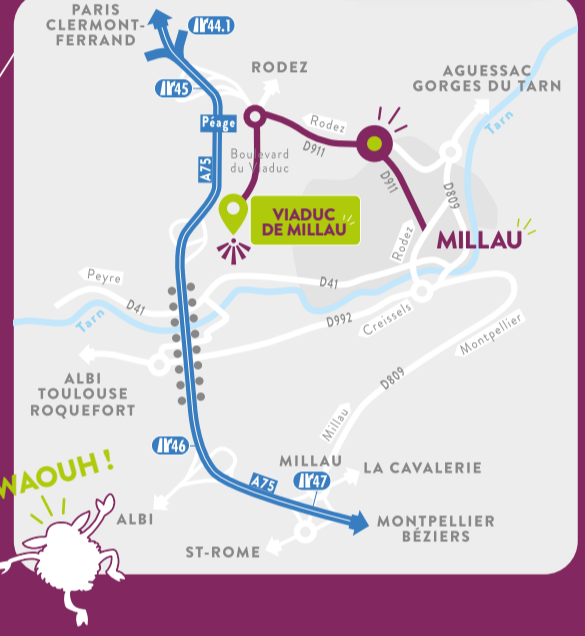 PARIS
CLERMONT-
FERRAND
44.1
45
RODEZ
AGUESSAC
GORGES DU TARN
Péage
Rodez
D911
Tarn
A75
Boulevard
du Viaduc
D911
D809
VIADUC
DE MILLAU
MILLAU
Rodez
Peyre
D41
D41
Tarn
D992
Creissels
Montpellier
ALBI
TOULOUSE
ROQUEFORT
D809
Millau
46
MILLAU
LA CAVALERIE
47
A75
WAOUH !
ALBI
MONTPELLIER
BÉZIERS
ST-ROME